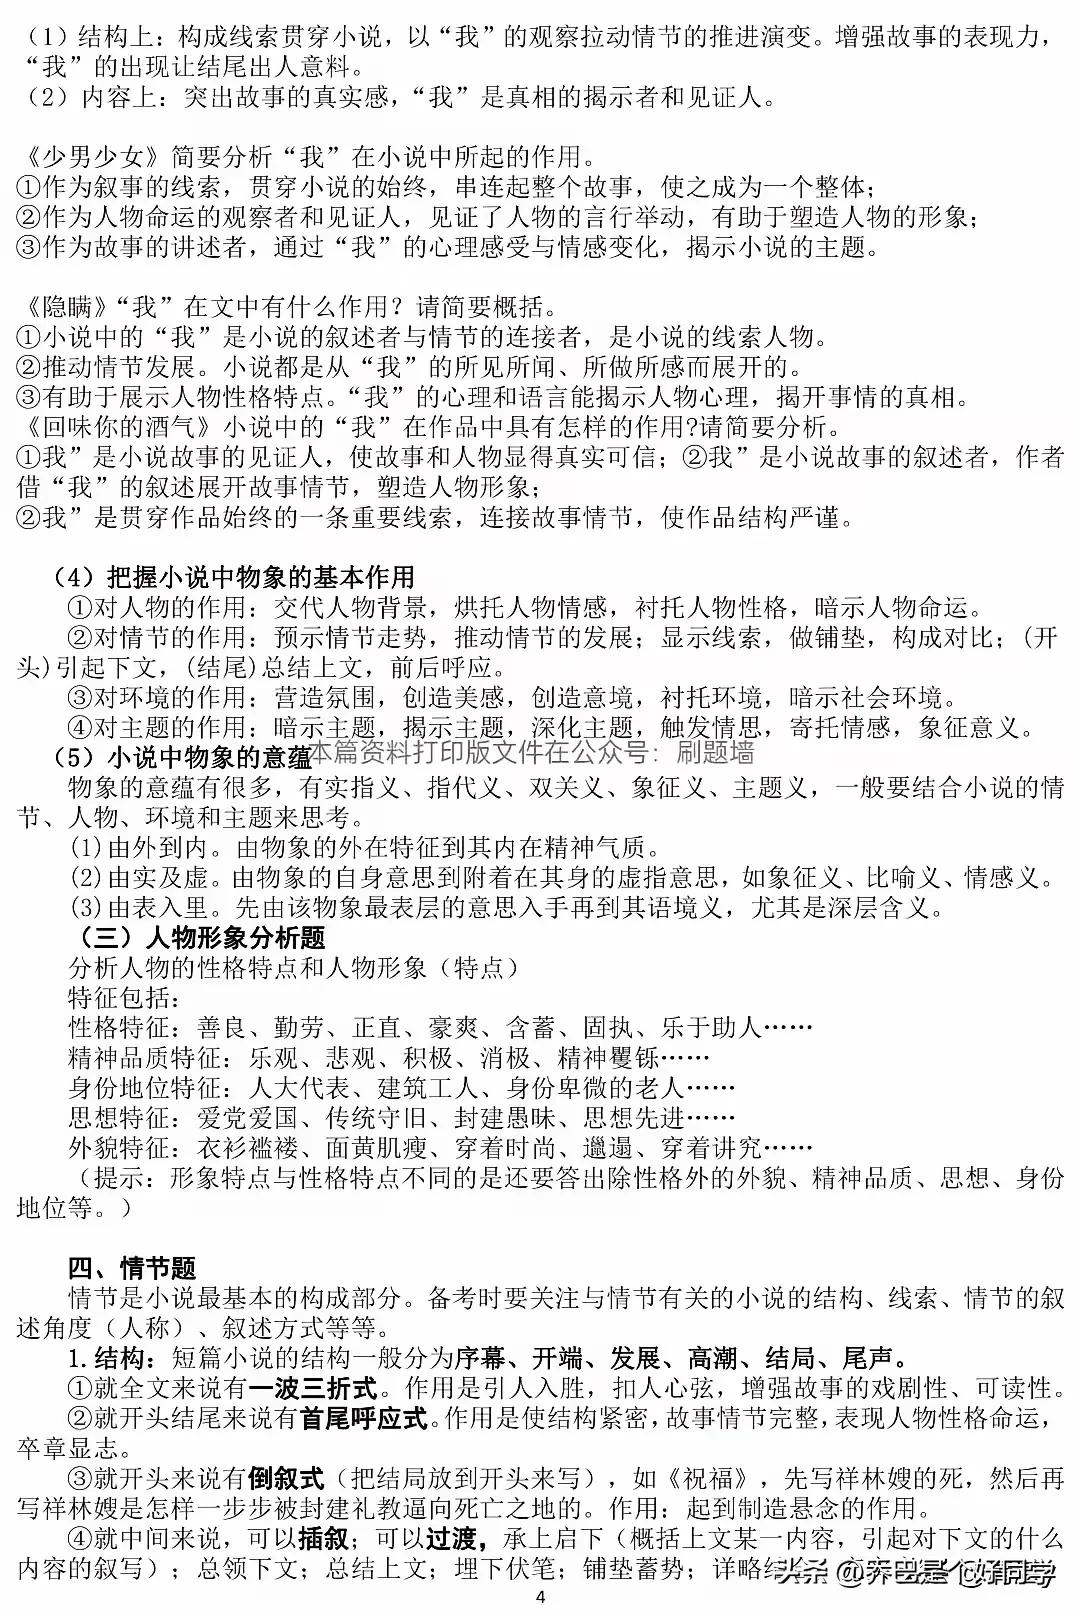 （1）结构上：构成线索贯穿小说，以“我”的观察拉动情节的推进演变。增强故事的表现力，
“我”的出现让结尾出人意料。
（2）内容上：突出故事的真实感，“我”是真相的揭示者和见证人。
《少男少女》简要分析“我”在小说中所起的作用。
①作为叙事的线索，贯穿小说的始终，串连起整个故事，使之成为一个整体；
②作为人物命运的观察者和见证人，见证了人物的言行举动，有助于塑造人物的形象；
③作为故事的讲述者，通过“我”的心理感受与情感变化，揭示小说的主题。
《隐瞒》“我”在文中有什么作用？请简要概括。
①小说中的“我”是小说的叙述者与情节的连接者，是小说的线索人物。
②推动情节发展。小说都是从“我”的所见所闻、所做所感而展开的。
③有助于展示人物性格特点。“我”的心理和语言能揭示人物心理，揭开事情的真相。
《回味你的酒气》小说中的“我”在作品中具有怎样的作用?请简要分析。
①我”是小说故事的见证人，使故事和人物显得真实可信；②我”是小说故事的叙述者，作者
借“我”的叙述展开故事情节，塑造人物形象；
②我”是贯穿作品始终的一条重要线索，连接故事情节，使作品结构严谨。
（4）把握小说中物象的基本作用
①对人物的作用：交代人物背景，烘托人物情感，衬托人物性格，暗示人物命运。
②对情节的作用：预示情节走势，推动情节的发展；显示线索，做铺垫，构成对比；(开
头)引起下文，(结尾)总结上文，前后呼应。
③对环境的作用：营造氛围，创造美感，创造意境，衬托环境，暗示社会环境。
④对主题的作用：暗示主题，揭示主题，深化主题，触发情思，寄托情感，象征意义。
（5）小说中物象的意蕴
本篇资料打印版文件在公众号：刷题墙
物象的意蕴有很多，有实指义、指代义、双关义、象征义、主题义，一般要结合小说的情
节、人物、环境和主题来思考。
(1)由外到内。由物象的外在特征到其内在精神气质。
(2)由实及虚。由物象的自身意思到附着在其身的虚指意思，如象征义、比喻义、情感义。
(3)由表入里。先由该物象最表层的意思入手再到其语境义，尤其是深层含义。
（三）人物形象分析题
分析人物的性格特点和人物形象（特点）
特征包括：
性格特征：善良、勤劳、正直、豪爽、含蓄、固执、乐于助人……
精神品质特征：乐观、悲观、积极、消极、精神矍铄……
身份地位特征：人大代表、建筑工人、身份卑微的老人……
思想特征：爱党爱国、传统守旧、封建愚昧、思想先进……
外貌特征：衣衫褴褛、面黄肌瘦、穿着时尚、邋遢、穿着讲究……
（提示：形象特点与性格特点不同的是还要答出除性格外的外貌、精神品质、思想、身份
地位等。）
四、情节题
情节是小说最基本的构成部分。备考时要关注与情节有关的小说的结构、线索、情节的叙
述角度（人称）、叙述方式等等。
1.结构：短篇小说的结构一般分为序幕、开端、发展、高潮、结局、尾声。
①就全文来说有一波三折式。作用是引人入胜，扣人心弦，增强故事的戏剧性、可读性。
②就开头结尾来说有首尾呼应式。作用是使结构紧密，故事情节完整，表现人物性格命运，
卒章显志。
③就开头来说有倒叙式（把结局放到开头来写），如《祝福》，先写祥林嫂的死，然后再
写祥林嫂是怎样一步步被封建礼教逼向死亡之地的。作用：起到制造悬念的作用。
④就中间来说，可以插叙；可以过渡，承上启下（概括上文某一内容，引起对下文的什么
内容的叙写）；总领下文；总结上文；埋下伏笔；铺垫蓄势；详略结
头条
好同学
4